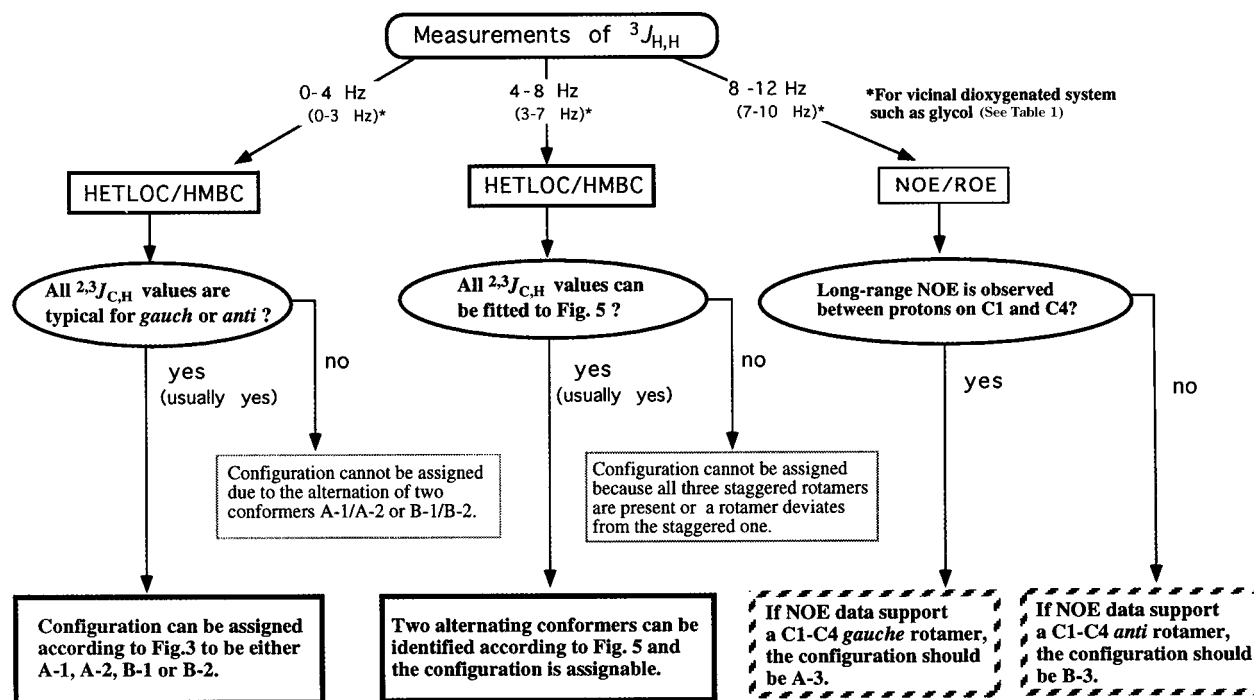 Measurements of ³J_H,H
0-4 Hz
(0-3 Hz)*
4-8 Hz
(3-7 Hz)*
8-12Hz
(7-10 Hz)*
*For vicinal dioxygenated system
such as glycol (See Table 1)
HETLOC/HMBC
HETLOC/HMBC
NOE/ROE
All ²,³J_C,H values are
typical for gauch or anti ?
All ²,³J_C,H values can
be fitted to Fig. 5 ?
Long-range NOE is observed
between protons on C1 and C4?
yes
(usually yes)
no
yes
(usually yes)
no
yes
no
Configuration cannot be assigned
due to the alternation of two
conformers A-1/A-2 or B-1/B-2.
Configuration cannot be assigned
because all three staggered rotamers
are present or a rotamer deviates
from the staggered one.
Configuration can be assigned
according to Fig.3 to be either
A-1, A-2, B-1 or B-2.
Two alternating conformers can be
identified according to Fig. 5 and
the configuration is assignable.
If NOE data support
a C1-C4 gauche rotamer,
the configuration should
be A-3.
If NOE data support
a C1-C4 anti rotamer,
the configuration should
be B-3.